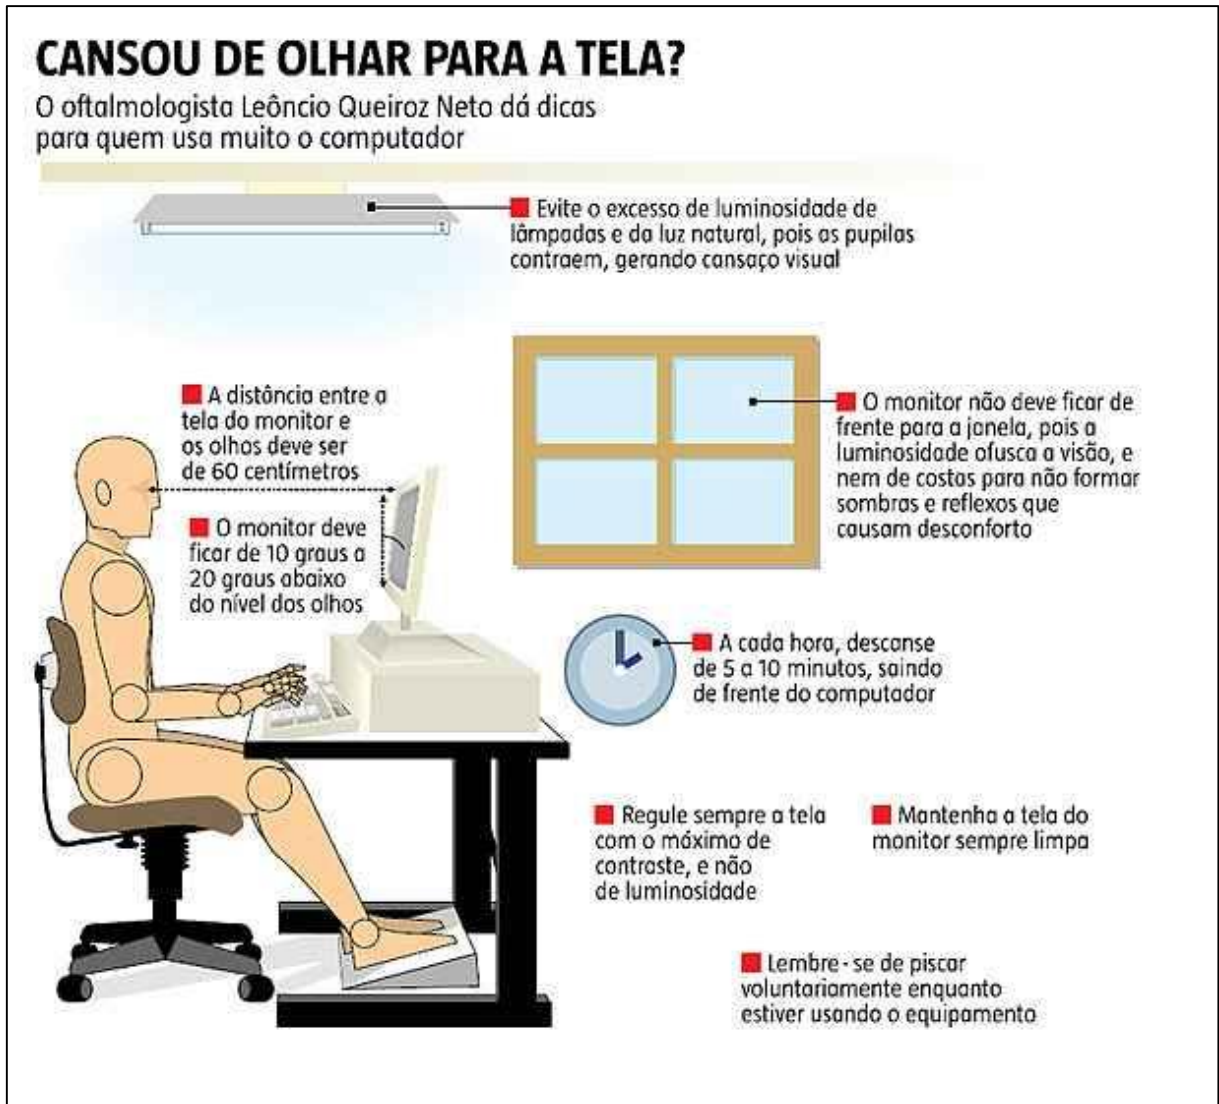 CANSOU DE OLHAR PARA A TELA?
O oftalmologista Leôncio Queiroz Neto dá dicas
para quem usa muito o computador
Evite o excesso de luminosidade de
lâmpadas e da luz natural, pois as pupilas
contraem, gerando cansaço visual
A distância entre a
tela do monitor e
os olhos deve ser
de 60 centímetros
O monitor não deve ficar de
frente para a janela, pois a
luminosidade ofusca a visão, e
nem de costas para não formar
sombras e reflexos que
causam desconforto
O monitor deve
ficar de 10 graus a
20 graus abaixo
do nível dos olhos
A cada hora, descanse
de 5 a 10 minutos, saindo
de frente do computador
Regule sempre a tela
com o máximo de
contraste, e não
de luminosidade
Mantenha a tela do
monitor sempre limpa
Lembre-se de piscar
voluntariamente enquanto
estiver usando o equipamento